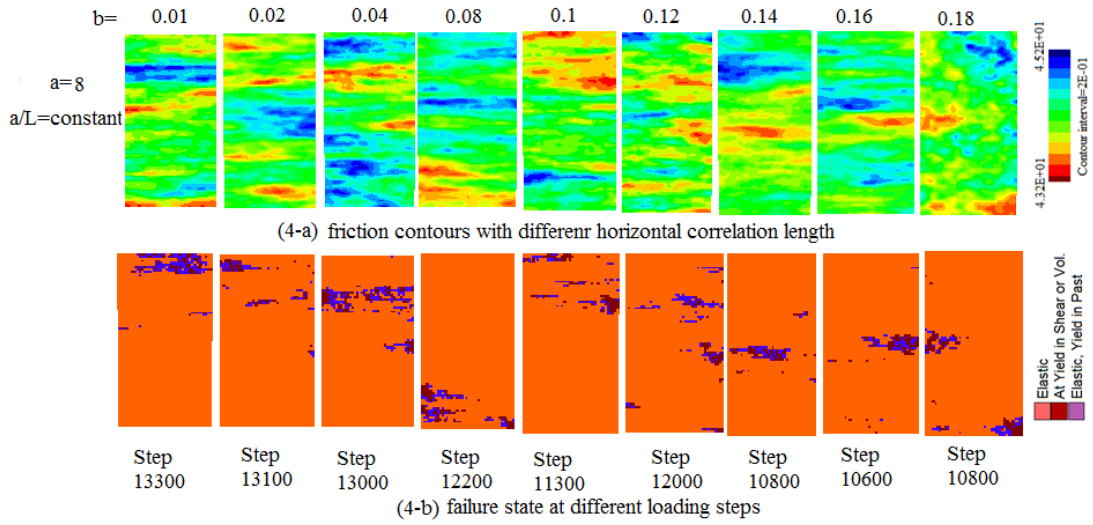 b= 0.01 0.02 0.04 0.08 0.1 0.12 0.14 0.16 0.18
a=8
a/L=constant
4.52E+01
Contour interval=2E-01
4.32E+01
(4-a) friction contours with differenr horizontal correlation length
Elastic
At Yield in Shear or Vol.
Elastic, Yield in Past
Step 13300
Step 13100
Step 13000
Step 12200
Step 11300
Step 12000
Step 10800
Step 10600
Step 10800
(4-b) failure state at different loading steps